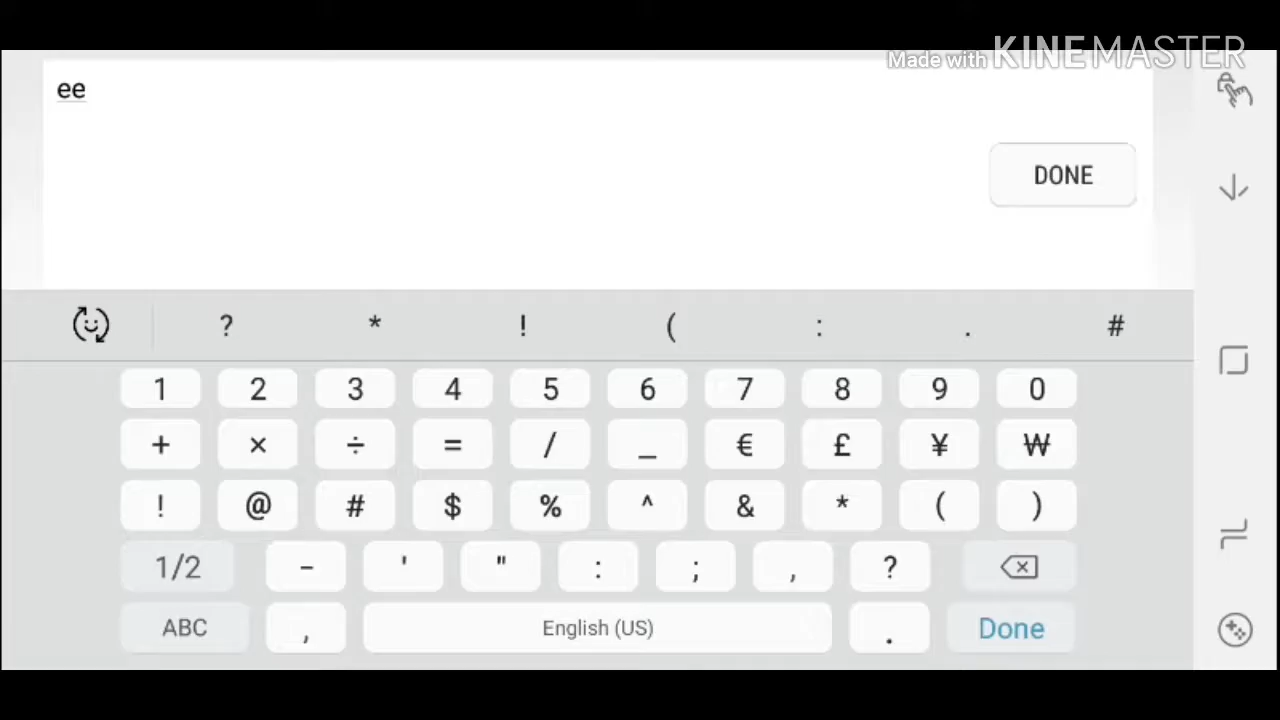 Made with KINEMASTER
ee
DONE
? * ! ( : . #
1 2 3 4 5 6 7 8 9 0
+ × ÷ = / _ € £ ¥ ₩
! @ # $ % ^ & * ( )
1/2 - ' " : ; , ?
ABC , English (US) . Done